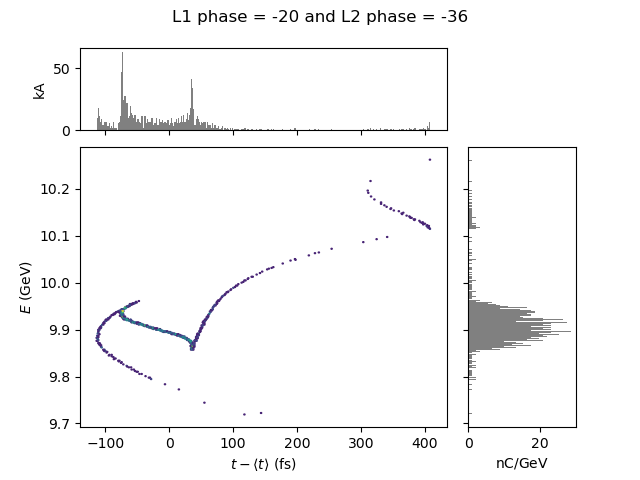 L1 phase = -20 and L2 phase = -36
50
0
kA
10.2
10.1
10.0
9.9
9.8
9.7
E (GeV)
−100 0 100 200 300 400
t − ⟨t⟩ (fs)
0 20
nC/GeV